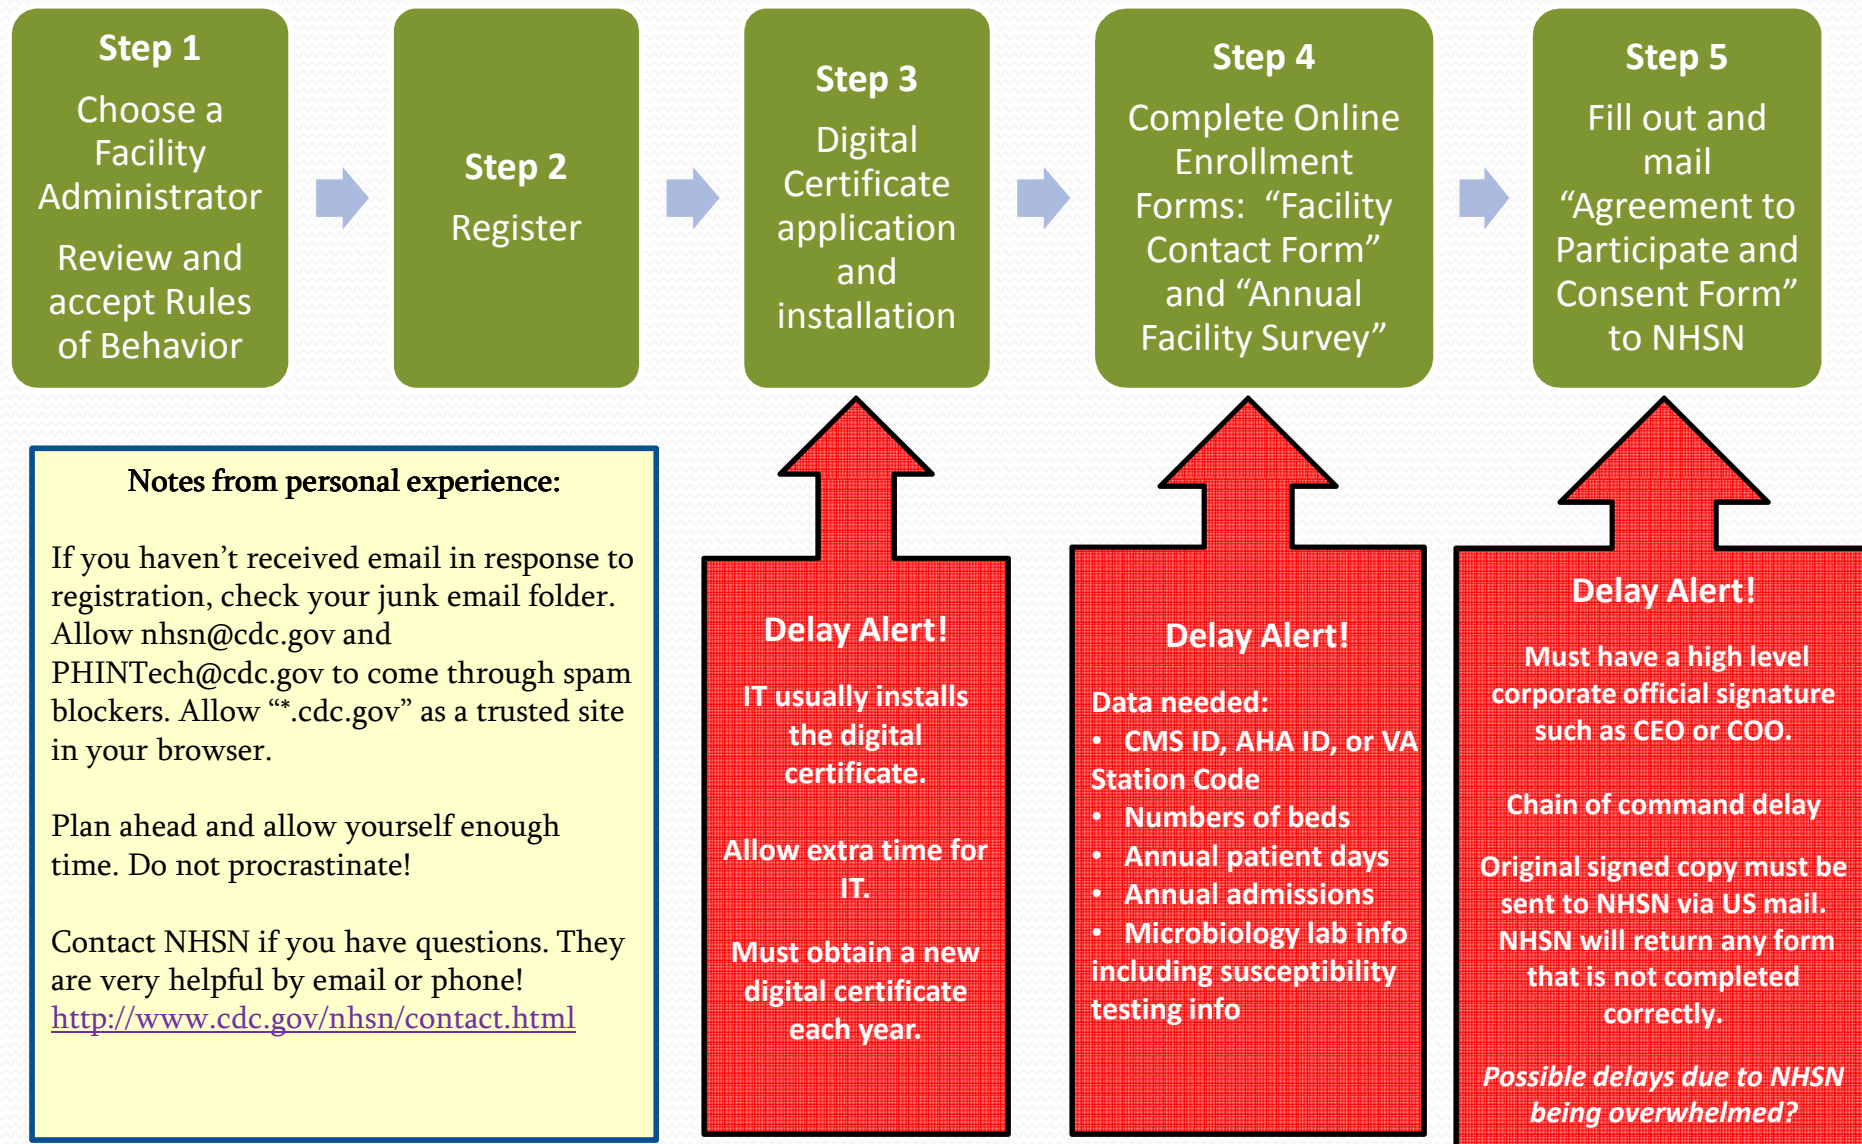 Step 1
Choose a
Facility
Administrator
Review and
accept Rules
of Behavior
Step 2
Register
Step 3
Digital
Certificate
application
and
installation
Step 4
Complete Online
Enrollment
Forms: “Facility
Contact Form”
and “Annual
Facility Survey”
Step 5
Fill out and
mail
“Agreement to
Participate and
Consent Form”
to NHSN
Notes from personal experience:
If you haven’t received email in response to
registration, check your junk email folder.
Allow nhsn@cdc.gov and
PHINTech@cdc.gov to come through spam
blockers. Allow “*.cdc.gov” as a trusted site
in your browser.
Plan ahead and allow yourself enough
time. Do not procrastinate!
Contact NHSN if you have questions. They
are very helpful by email or phone!
http://www.cdc.gov/nhsn/contact.html
Delay Alert!
IT usually installs
the digital
certificate.
Allow extra time for
IT.
Must obtain a new
digital certificate
each year.
Delay Alert!
Data needed:
• CMS ID, AHA ID, or VA
Station Code
• Numbers of beds
• Annual patient days
• Annual admissions
• Microbiology lab info
including susceptibility
testing info
Delay Alert!
Must have a high level
corporate official signature
such as CEO or COO.
Chain of command delay
Original signed copy must be
sent to NHSN via US mail.
NHSN will return any form
that is not completed
correctly.
Possible delays due to NHSN
being overwhelmed?